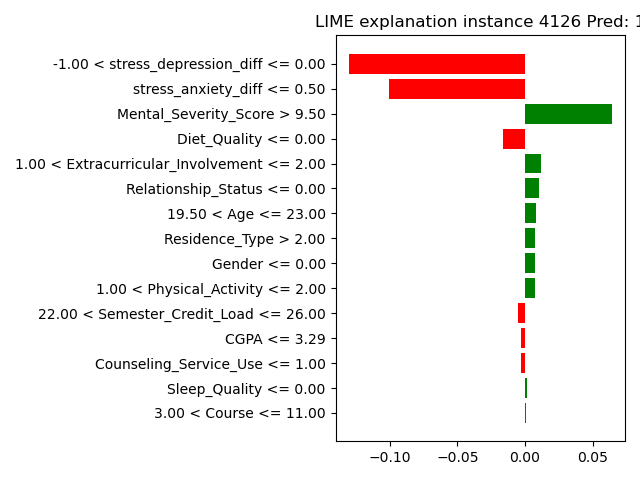 LIME explanation instance 4126 Pred: 1
-1.00 < stress_depression_diff <= 0.00
stress_anxiety_diff <= 0.50
Mental_Severity_Score > 9.50
Diet_Quality <= 0.00
1.00 < Extracurricular_Involvement <= 2.00
Relationship_Status <= 0.00
19.50 < Age <= 23.00
Residence_Type > 2.00
Gender <= 0.00
1.00 < Physical_Activity <= 2.00
22.00 < Semester_Credit_Load <= 26.00
CGPA <= 3.29
Counseling_Service_Use <= 1.00
Sleep_Quality <= 0.00
3.00 < Course <= 11.00
−0.10 −0.05 0.00 0.05